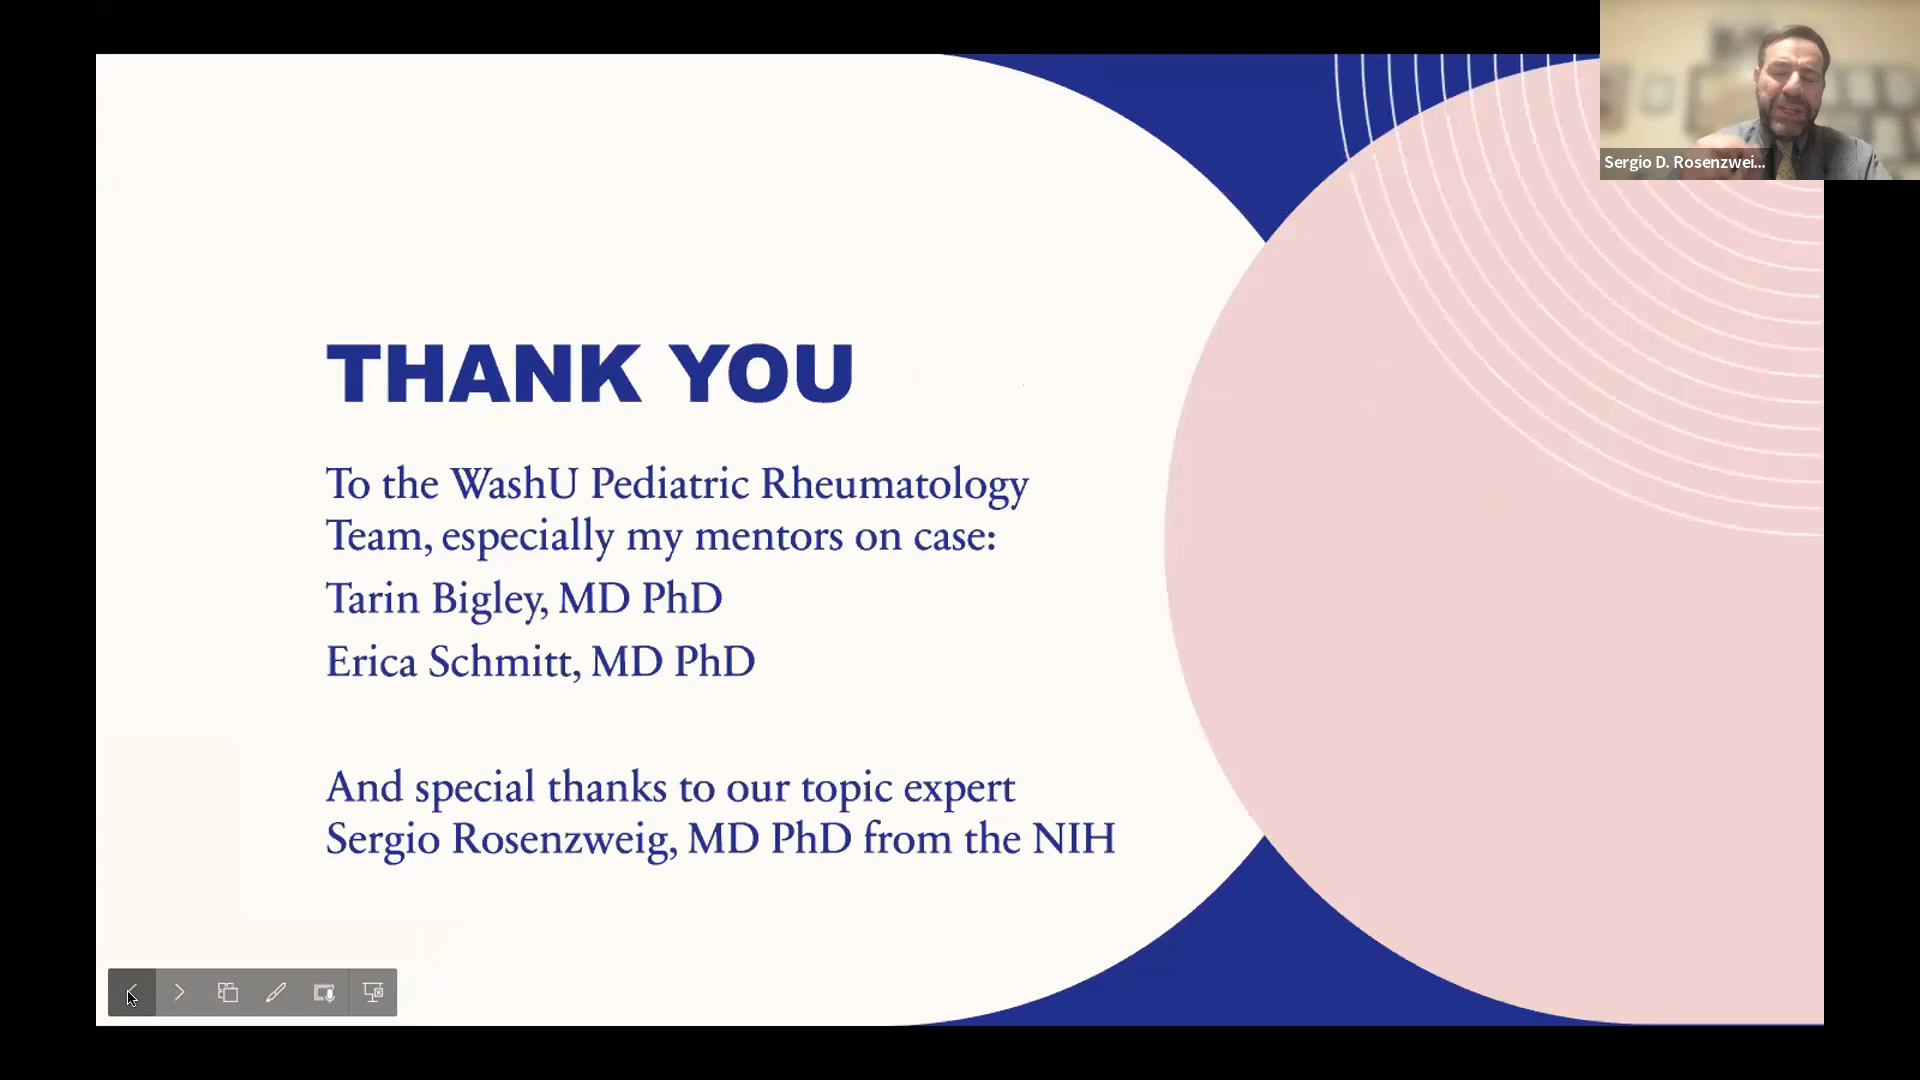 Sergio D. Rosenzwei...
THANK YOU
To the WashU Pediatric Rheumatology
Team, especially my mentors on case:
Tarin Bigley, MD PhD
Erica Schmitt, MD PhD
And special thanks to our topic expert
Sergio Rosenzweig, MD PhD from the NIH